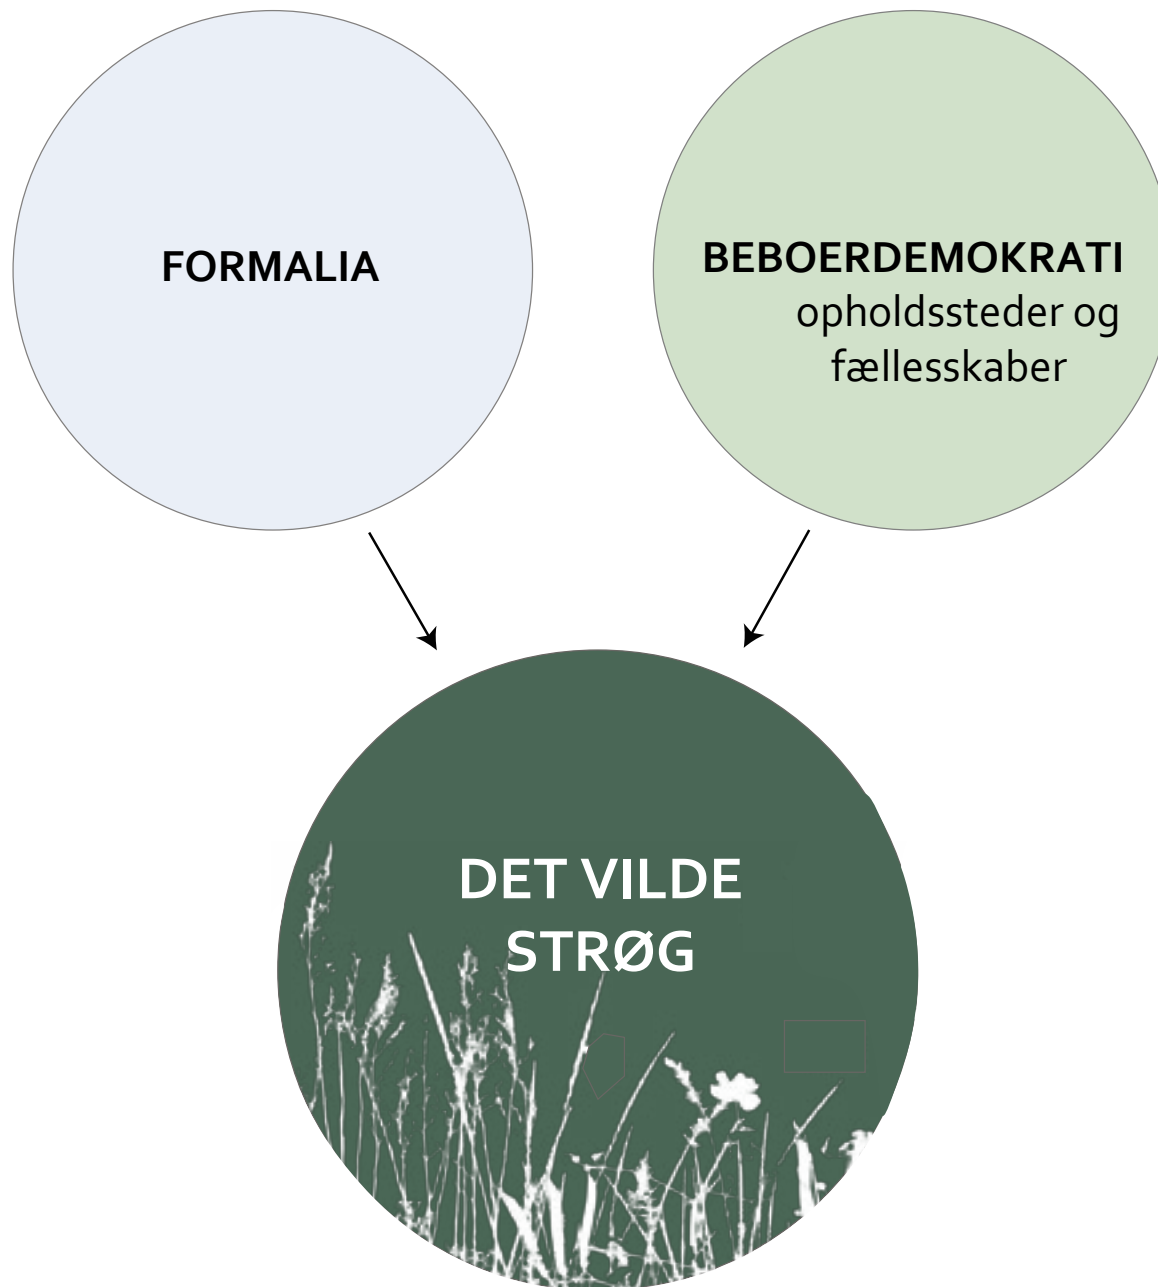 FORMALIA
BEBOERDEMOKRATI
opholdssteder og
fællesskaber
DET VILDE
STRØG